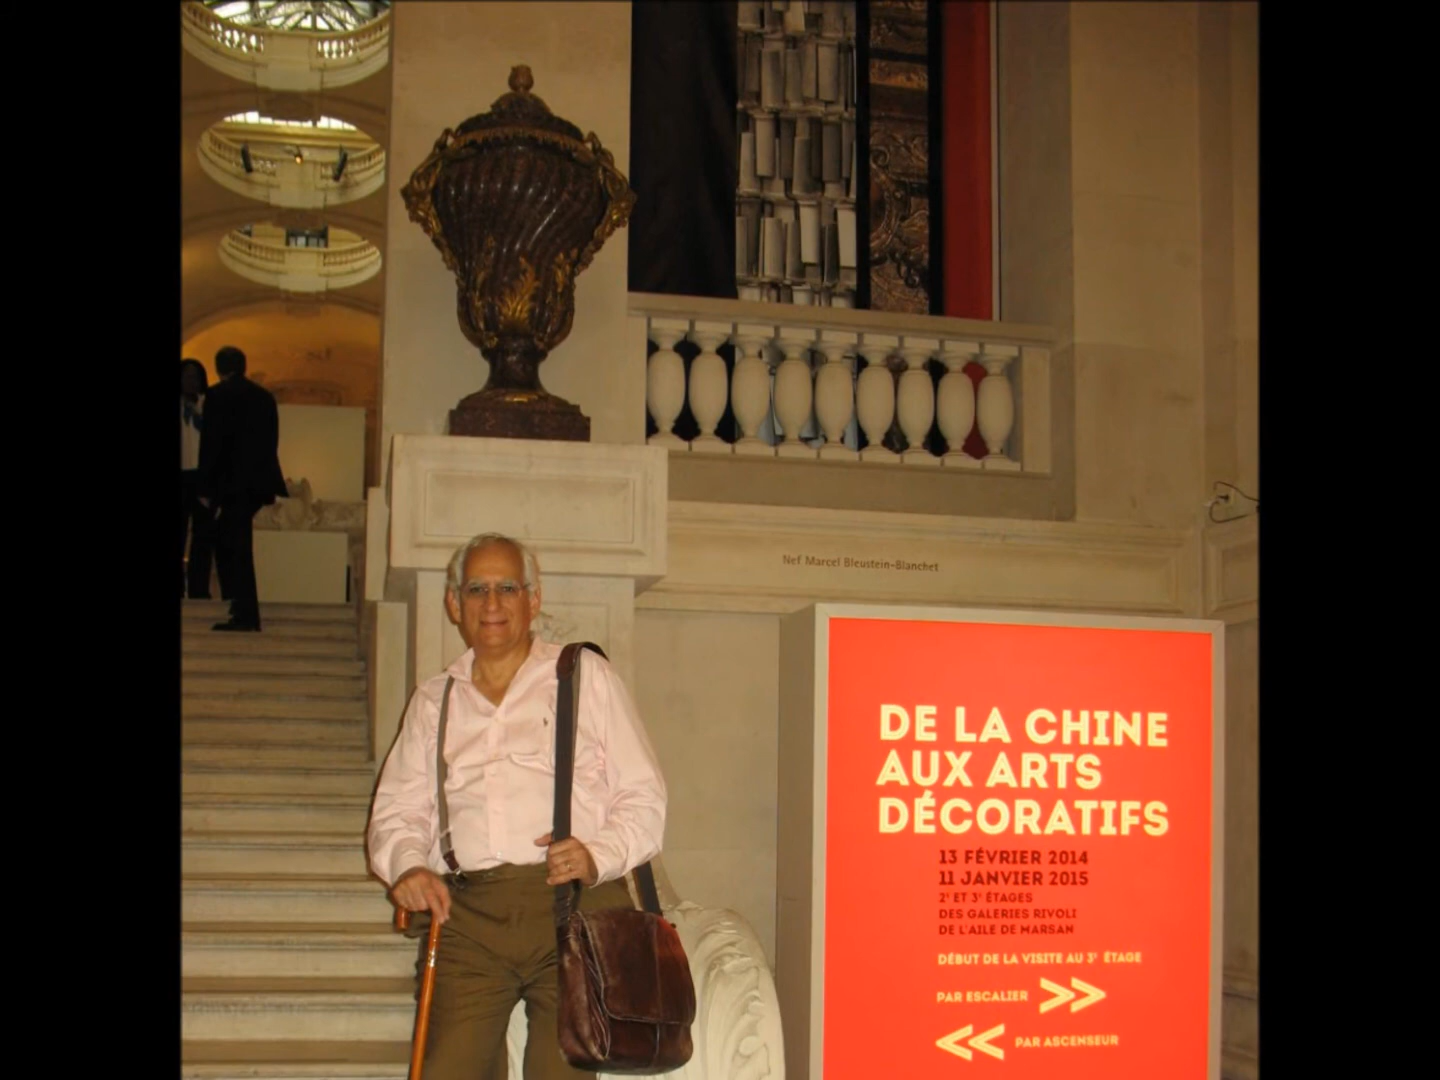 Nef Marcel Bleustein-Blanchet
DE LA CHINE
AUX ARTS
DÉCORATIFS
13 FÉVRIER 2014
11 JANVIER 2015
2e ET 3e ÉTAGES
DES GALERIES RIVOLI
DE L'AILE DE MARSAN
DÉBUT DE LA VISITE AU 3e ÉTAGE
PAR ESCALIER >>
<< PAR ASCENSEUR